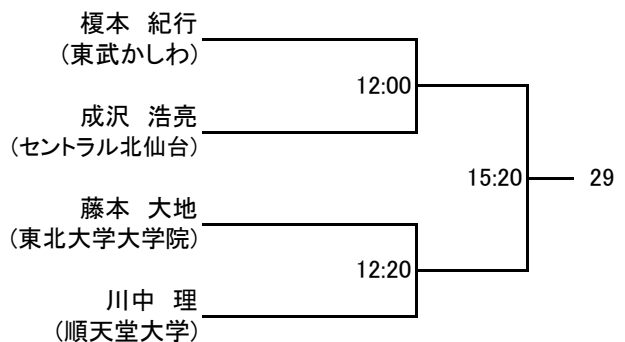 榎本　紀行
(東武かしわ)
12:00
成沢　浩亮
(セントラル北仙台)
15:20
29
藤本　大地
(東北大学大学院)
12:20
川中　理
(順天堂大学)